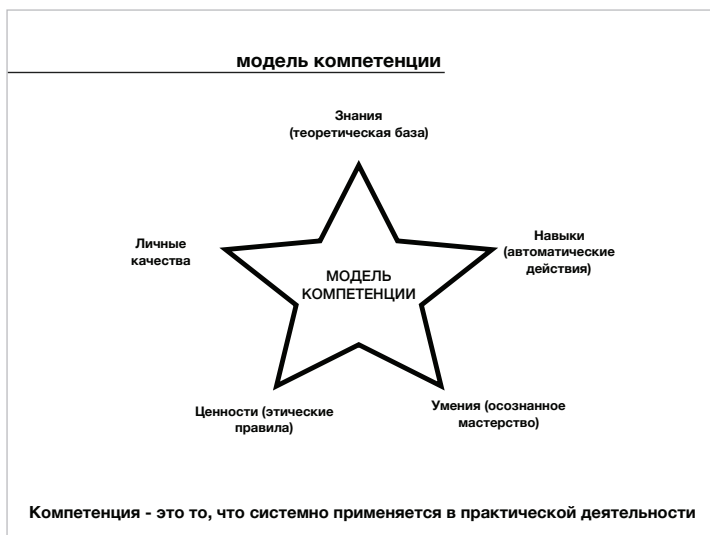 модель компетенции
Знания
(теоретическая база)
Личные
качества
Навыки
(автоматические
действия)
МОДЕЛЬ
КОМПЕТЕНЦИИ
Ценности (этические
правила)
Умения (осознанное
мастерство)
Компетенция - это то, что системно применяется в практической деятельности